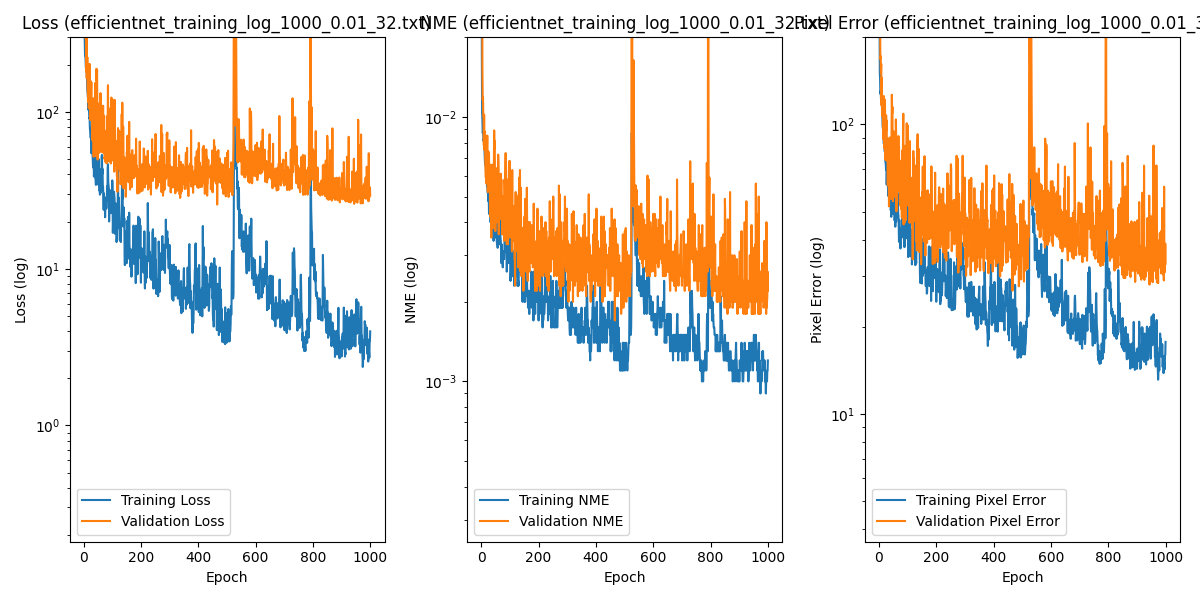 Loss (efficientnet_training_log_1000_0.01_32.txt)
NME (efficientnet_training_log_1000_0.01_32.txt)
Pixel Error (efficientnet_training_log_1000_0.01_3
Loss (log)
10²
10¹
10⁰
0 200 400 600 800 1000
Epoch
Training Loss
Validation Loss
NME (log)
10⁻²
10⁻³
0 200 400 600 800 1000
Epoch
Training NME
Validation NME
Pixel Error (log)
10²
10¹
0 200 400 600 800 1000
Epoch
Training Pixel Error
Validation Pixel Error